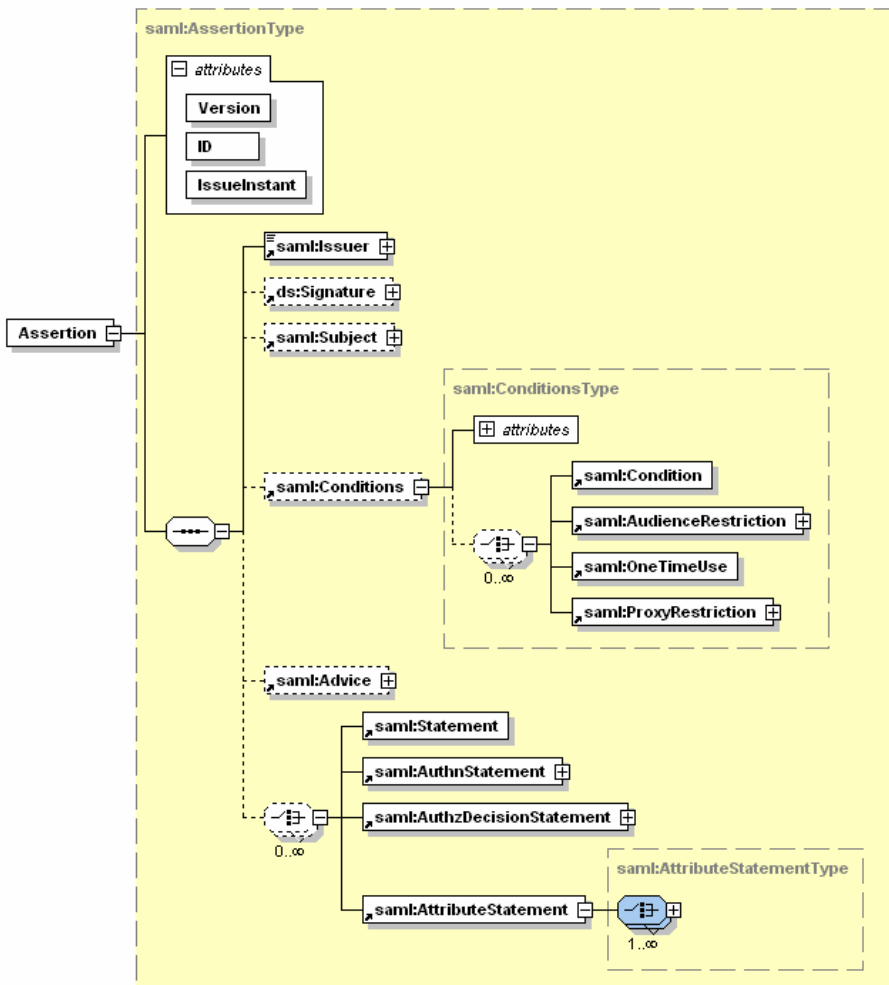 saml:AssertionType
attributes
Version
ID
IssueInstant
saml:Issuer
ds:Signature
saml:Subject
Assertion
saml:ConditionsType
attributes
saml:Conditions
saml:Condition
saml:AudienceRestriction
saml:OneTimeUse
0..∞
saml:ProxyRestriction
saml:Advice
saml:Statement
saml:AuthnStatement
saml:AuthzDecisionStatement
0..∞
saml:AttributeStatementType
saml:AttributeStatement
1..∞